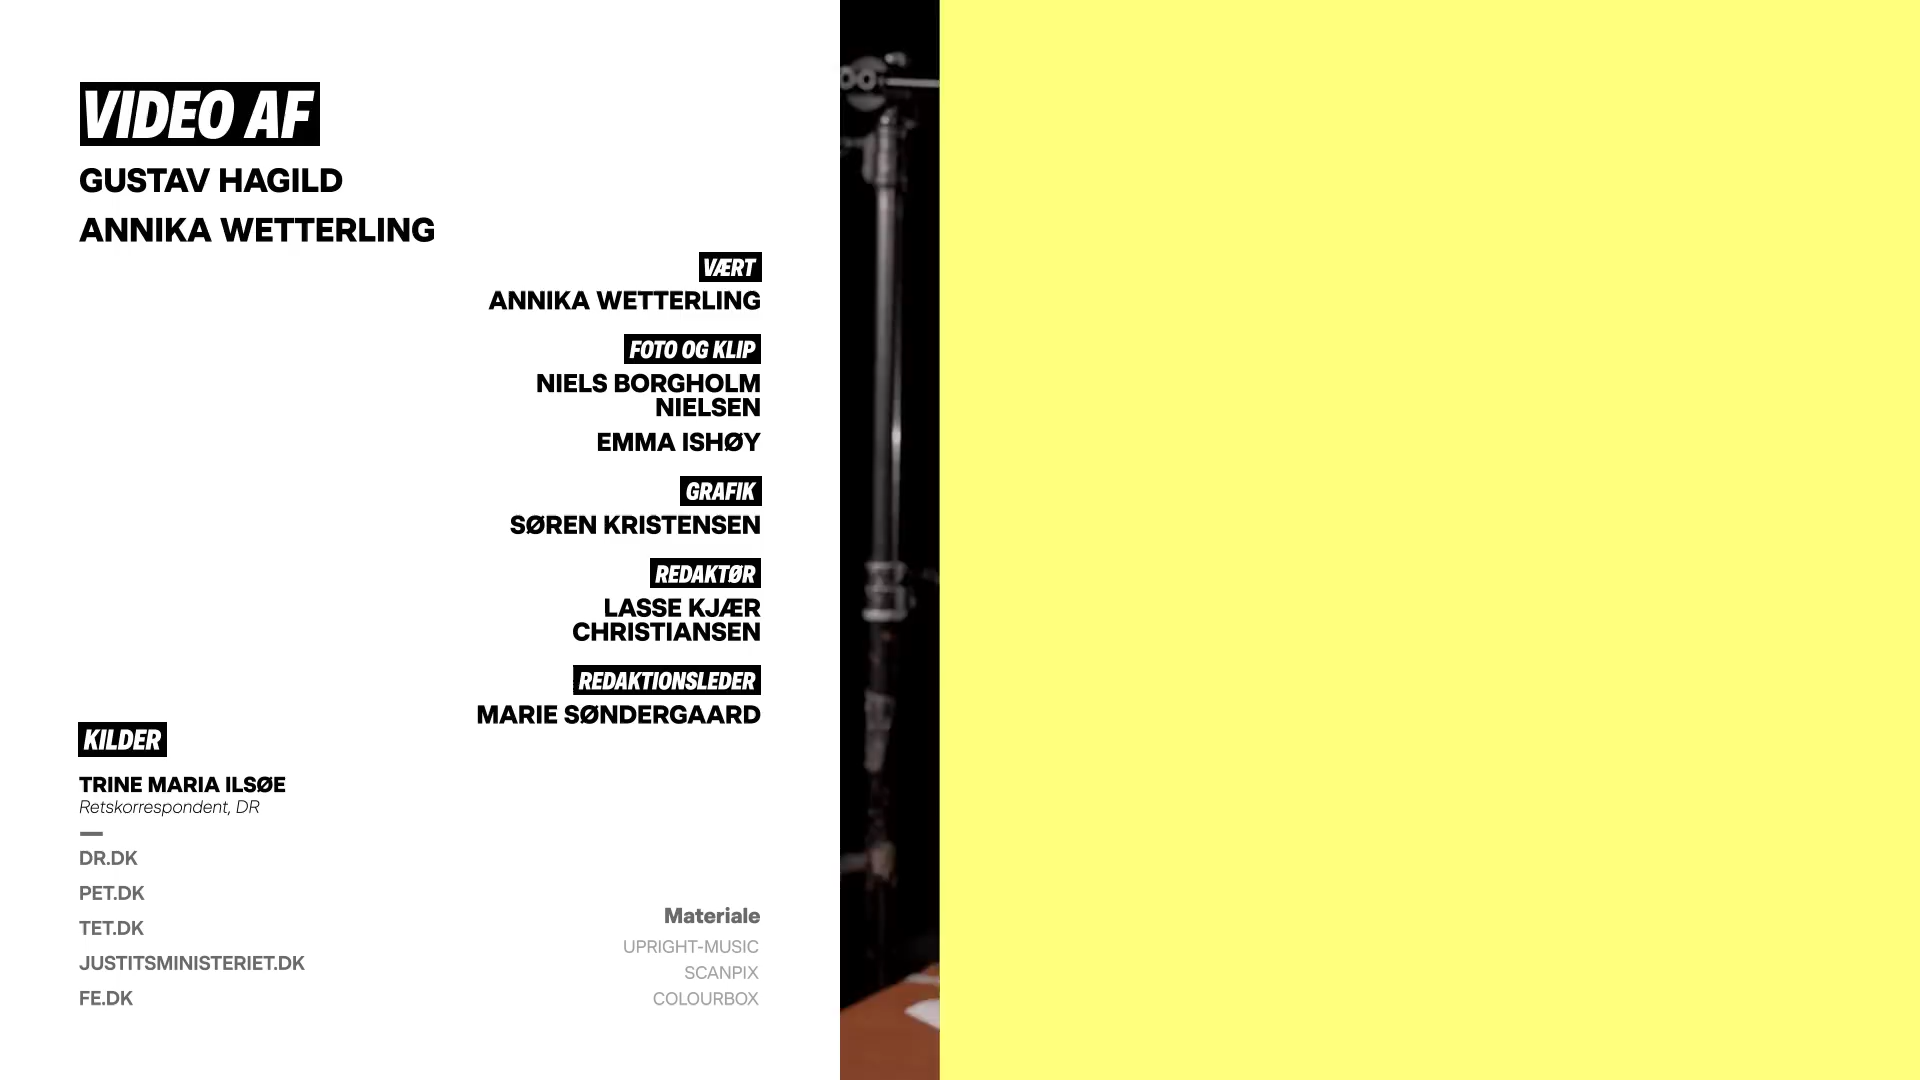 VIDEO AF
GUSTAV HAGILD
ANNIKA WETTERLING
VÆRT
ANNIKA WETTERLING
FOTO OG KLIP
NIELS BORGHOLM
NIELSEN
EMMA ISHØY
GRAFIK
SØREN KRISTENSEN
REDAKTØR
LASSE KJÆR
CHRISTIANSEN
REDAKTIONSLEDER
MARIE SØNDERGAARD
KILDER
TRINE MARIA ILSØE
Retskorrespondent, DR
DR.DK
PET.DK
TET.DK
JUSTITSMINISTERIET.DK
FE.DK
Materiale
UPRIGHT-MUSIC
SCANPIX
COLOURBOX